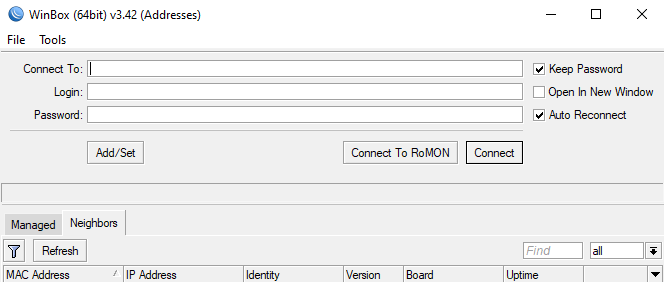 WinBox (64bit) v3.42 (Addresses)
File Tools
Connect To: Keep Password
Login: Open In New Window
Password: Auto Reconnect
Add/Set Connect To RoMON Connect
Managed Neighbors
Refresh Find all
MAC Address IP Address Identity Version Board Uptime